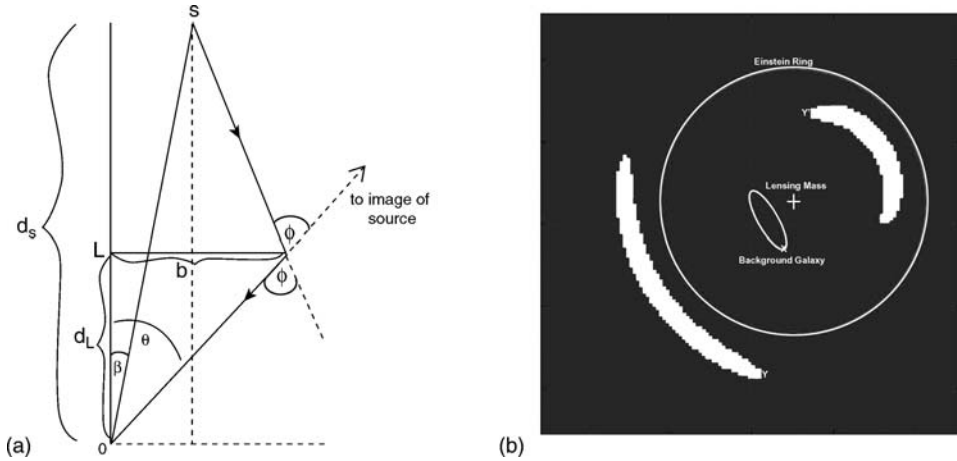 S
d_s
L
b
d_L
β
θ
φ
φ
to image of
source
0
(a)
Einstein Ring
Y'
Lensing Mass
Background Galaxy
X
Y
(b)